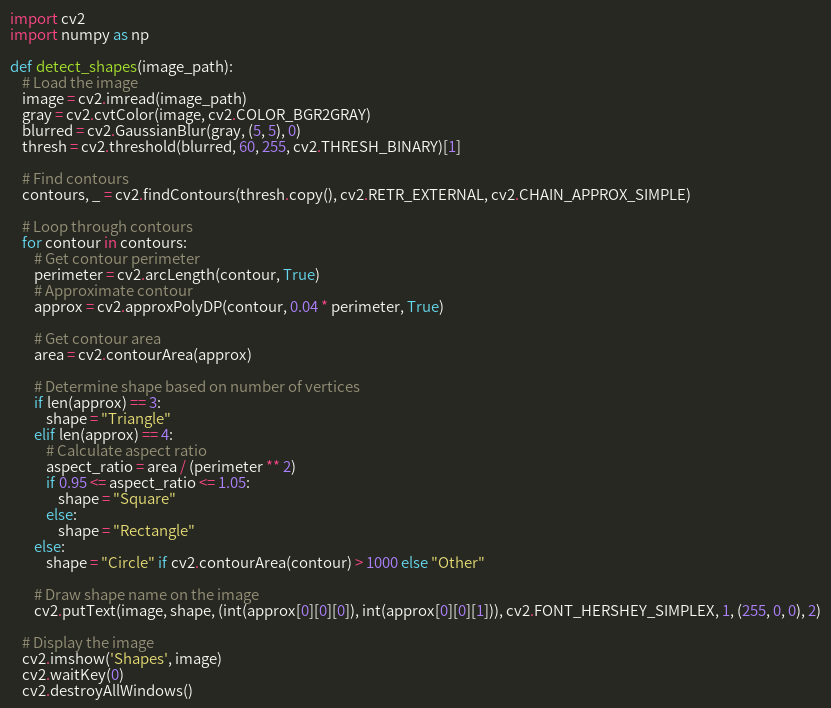 import cv2
import numpy as np
def detect_shapes(image_path):
# Load the image
image = cv2.imread(image_path)
gray = cv2.cvtColor(image, cv2.COLOR_BGR2GRAY)
blurred = cv2.GaussianBlur(gray, (5, 5), 0)
thresh = cv2.threshold(blurred, 60, 255, cv2.THRESH_BINARY)[1]
# Find contours
contours, _ = cv2.findContours(thresh.copy(), cv2.RETR_EXTERNAL, cv2.CHAIN_APPROX_SIMPLE)
# Loop through contours
for contour in contours:
# Get contour perimeter
perimeter = cv2.arcLength(contour, True)
# Approximate contour
approx = cv2.approxPolyDP(contour, 0.04 * perimeter, True)
# Get contour area
area = cv2.contourArea(approx)
# Determine shape based on number of vertices
if len(approx) == 3:
shape = "Triangle"
elif len(approx) == 4:
# Calculate aspect ratio
aspect_ratio = area / (perimeter ** 2)
if 0.95 <= aspect_ratio <= 1.05:
shape = "Square"
else:
shape = "Rectangle"
else:
shape = "Circle" if cv2.contourArea(contour) > 1000 else "Other"
# Draw shape name on the image
cv2.putText(image, shape, (int(approx[0][0][0]), int(approx[0][0][1])), cv2.FONT_HERSHEY_SIMPLEX, 1, (255, 0, 0), 2)
# Display the image
cv2.imshow('Shapes', image)
cv2.waitKey(0)
cv2.destroyAllWindows()